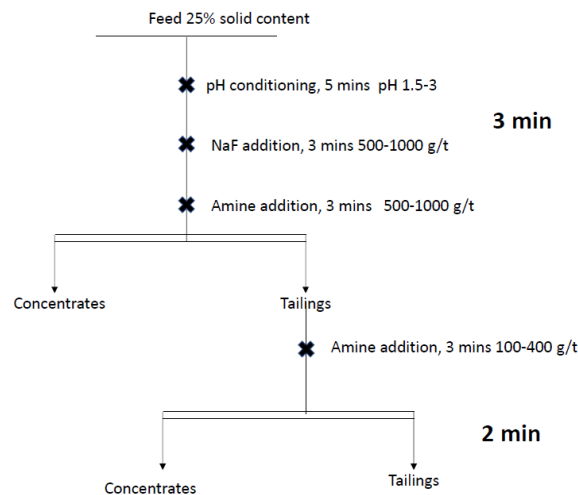 Feed 25% solid content
pH conditioning, 5 mins  pH 1.5-3
3 min
NaF addition, 3 mins 500-1000 g/t
Amine addition, 3 mins  500-1000 g/t
Concentrates
Tailings
Amine addition, 3 mins 100-400 g/t
2 min
Concentrates
Tailings